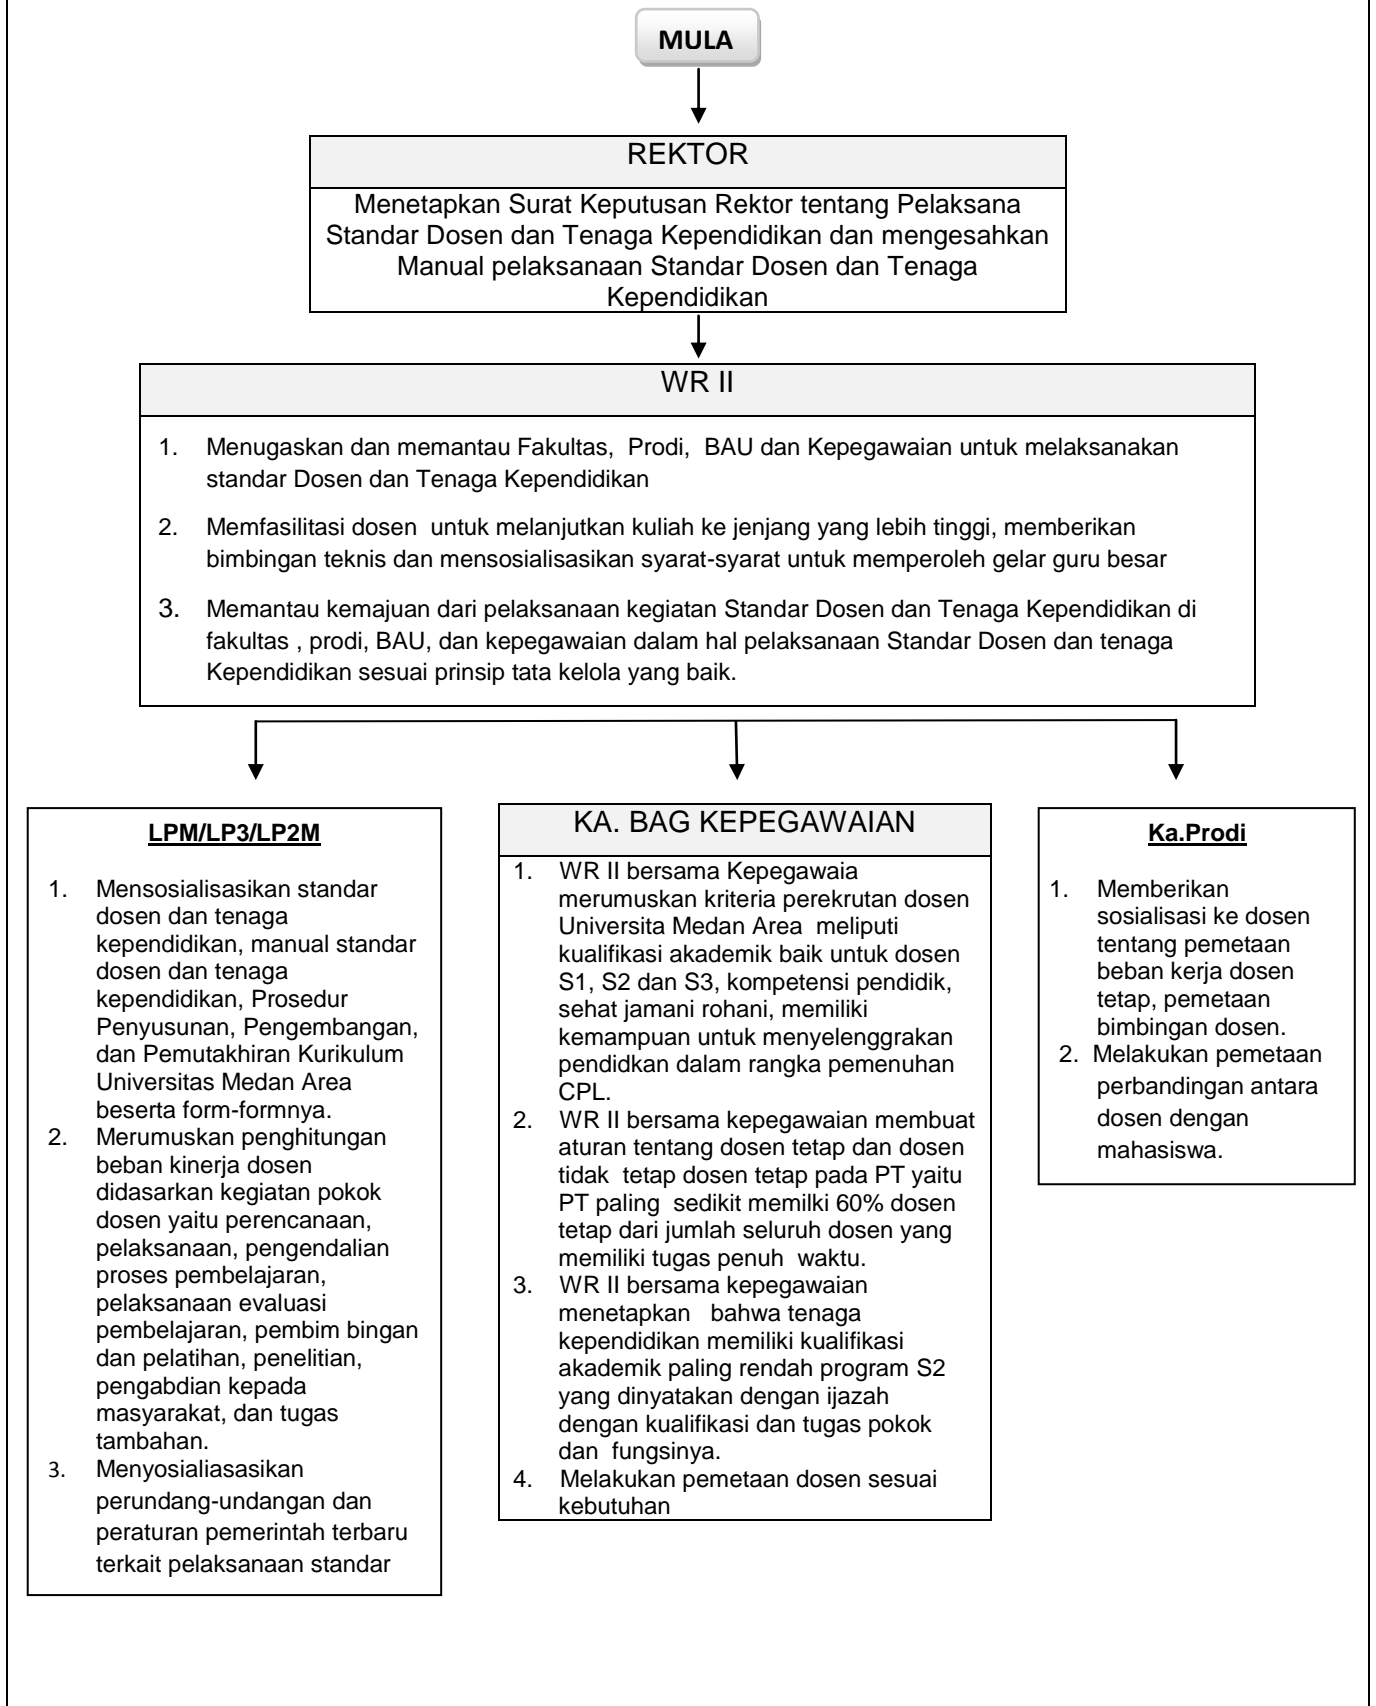 MULA
REKTOR
Menetapkan Surat Keputusan Rektor tentang Pelaksana
Standar Dosen dan Tenaga Kependidikan dan mengesahkan
Manual pelaksanaan Standar Dosen dan Tenaga
Kependidikan
WR II
1. Menugaskan dan memantau Fakultas, Prodi, BAU dan Kepegawaian untuk melaksanakan
standar Dosen dan Tenaga Kependidikan
2. Memfasilitasi dosen untuk melanjutkan kuliah ke jenjang yang lebih tinggi, memberikan
bimbingan teknis dan mensosialisasikan syarat-syarat untuk memperoleh gelar guru besar
3. Memantau kemajuan dari pelaksanaan kegiatan Standar Dosen dan Tenaga Kependidikan di
fakultas , prodi, BAU, dan kepegawaian dalam hal pelaksanaan Standar Dosen dan tenaga
Kependidikan sesuai prinsip tata kelola yang baik.
LPM/LP3/LP2M
1. Mensosialisasikan standar
dosen dan tenaga
kependidikan, manual standar
dosen dan tenaga
kependidikan, Prosedur
Penyusunan, Pengembangan,
dan Pemutakhiran Kurikulum
Universitas Medan Area
beserta form-formnya.
2. Merumuskan penghitungan
beban kinerja dosen
didasarkan kegiatan pokok
dosen yaitu perencanaan,
pelaksanaan, pengendalian
proses pembelajaran,
pelaksanaan evaluasi
pembelajaran, pembim bingan
dan pelatihan, penelitian,
pengabdian kepada
masyarakat, dan tugas
tambahan.
3. Menyosialiasasikan
perundang-undangan dan
peraturan pemerintah terbaru
terkait pelaksanaan standar
KA. BAG KEPEGAWAIAN
1. WR II bersama Kepegawaia
merumuskan kriteria perekrutan dosen
Universita Medan Area meliputi
kualifikasi akademik baik untuk dosen
S1, S2 dan S3, kompetensi pendidik,
sehat jamani rohani, memiliki
kemampuan untuk menyelenggrakan
pendidkan dalam rangka pemenuhan
CPL.
2. WR II bersama kepegawaian membuat
aturan tentang dosen tetap dan dosen
tidak tetap dosen tetap pada PT yaitu
PT paling sedikit memilki 60% dosen
tetap dari jumlah seluruh dosen yang
memiliki tugas penuh waktu.
3. WR II bersama kepegawaian
menetapkan bahwa tenaga
kependidikan memiliki kualifikasi
akademik paling rendah program S2
yang dinyatakan dengan ijazah
dengan kualifikasi dan tugas pokok
dan fungsinya.
4. Melakukan pemetaan dosen sesuai
kebutuhan
Ka.Prodi
1. Memberikan
sosialisasi ke dosen
tentang pemetaan
beban kerja dosen
tetap, pemetaan
bimbingan dosen.
2. Melakukan pemetaan
perbandingan antara
dosen dengan
mahasiswa.